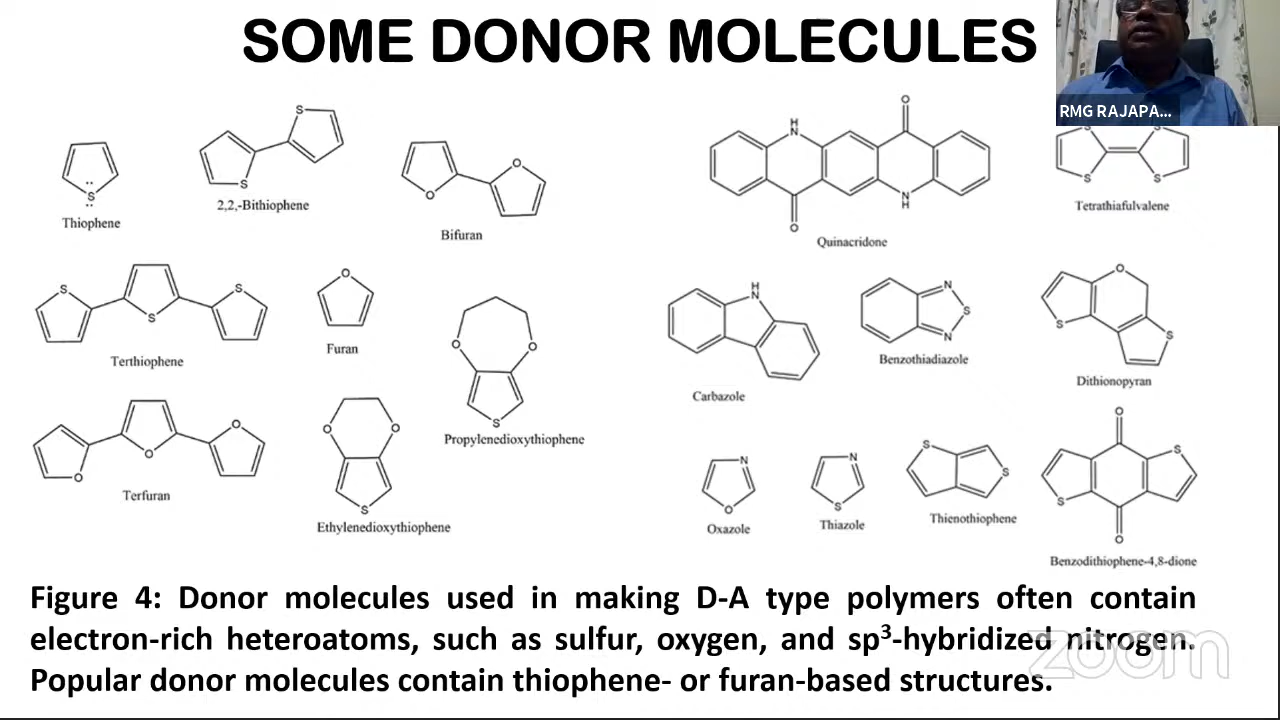 SOME DONOR MOLECULES
RMG RAJAPA...
S
S
Thiophene
S
S
2,2,-Bithiophene
O
O
Bifuran
O
H
N
N
H
O
Quinacridone
S
S
S
S
Tetrathiafulvalene
S
S
S
Terthiophene
O
Furan
O
O
S
Propylenedioxythiophene
H
N
Carbazole
N
S
N
Benzothiadiazole
O
S
S
Dithionopyran
O
O
O
Terfuran
O
O
S
Ethylenedioxythiophene
N
O
Oxazole
N
S
Thiazole
S
S
Thienothiophene
O
S
S
O
Benzodithiophene-4,8-dione
Figure 4: Donor molecules used in making D-A type polymers often contain
electron-rich heteroatoms, such as sulfur, oxygen, and sp³-hybridized nitrogen.
Popular donor molecules contain thiophene- or furan-based structures.
zoom